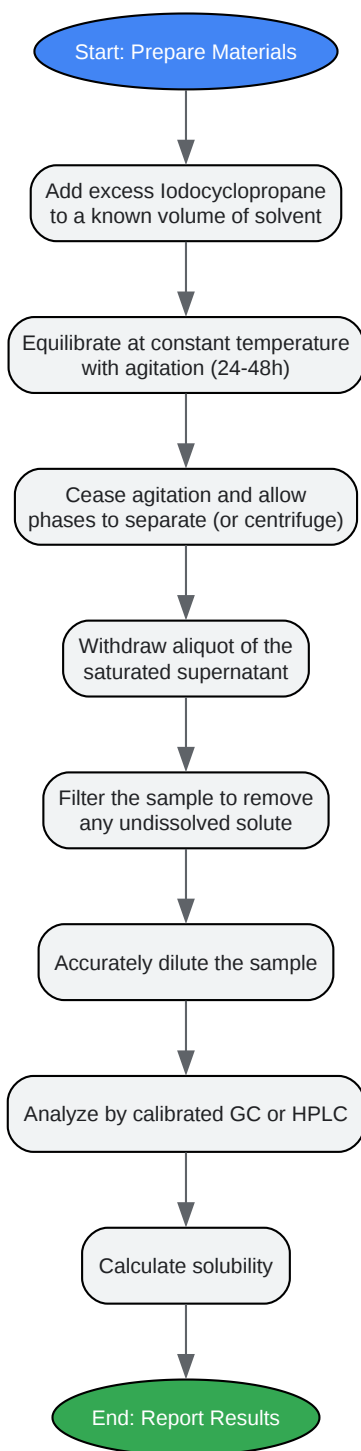 Start: Prepare Materials
Add excess Iodocyclopropane
to a known volume of solvent
Equilibrate at constant temperature
with agitation (24-48h)
Cease agitation and allow
phases to separate (or centrifuge)
Withdraw aliquot of the
saturated supernatant
Filter the sample to remove
any undissolved solute
Accurately dilute the sample
Analyze by calibrated GC or HPLC
Calculate solubility
End: Report Results